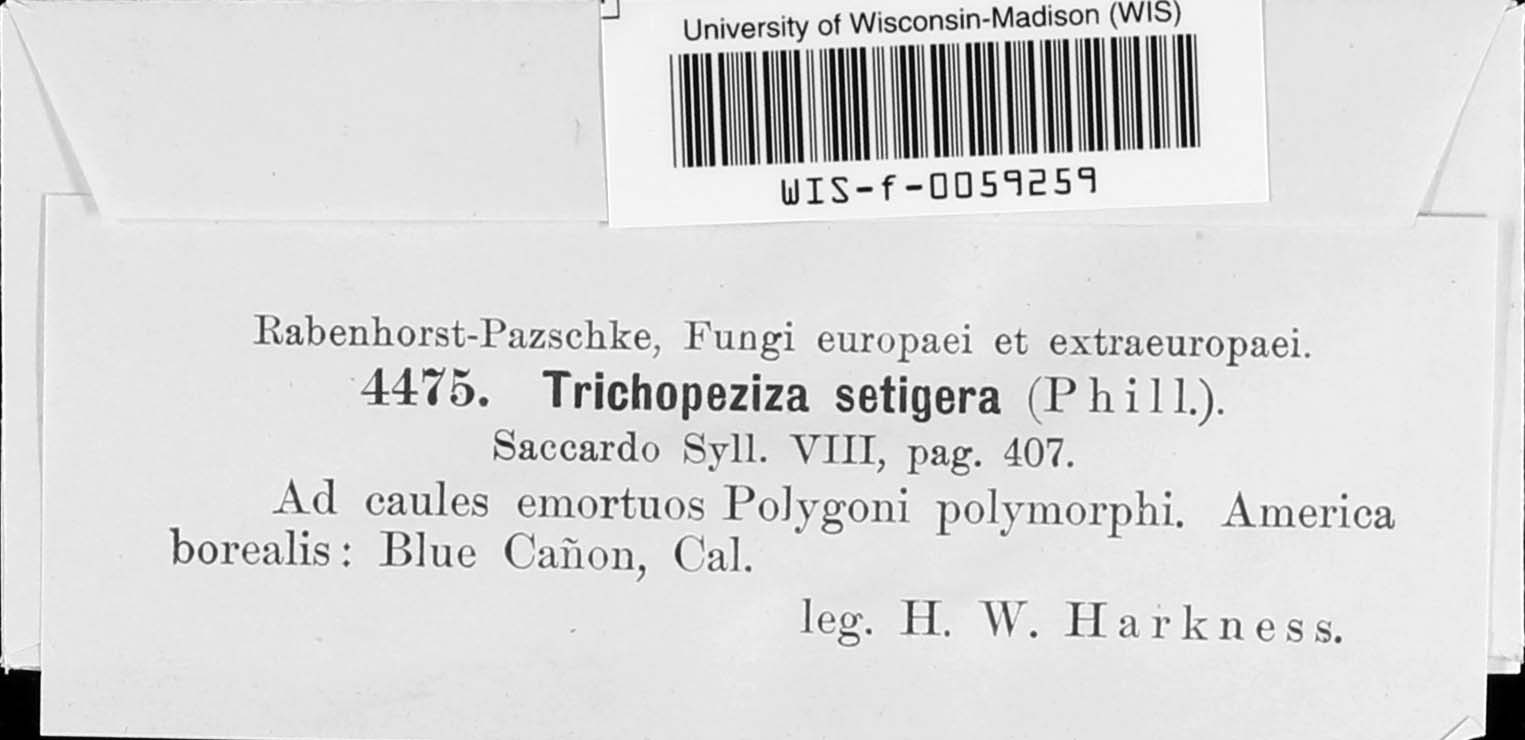 University of Wisconsin-Madison (WIS)
WIS-f-0059259
Rabenhorst-Pazschke, Fungi europaei et extraeuropaei.
4475. Trichopeziza setigera (Phill.).
Saccardo Syll. VIII, pag. 407.
Ad caules emortuos Polygoni polymorphi. America
borealis: Blue Cañon, Cal.
leg. H. W. Harkness.